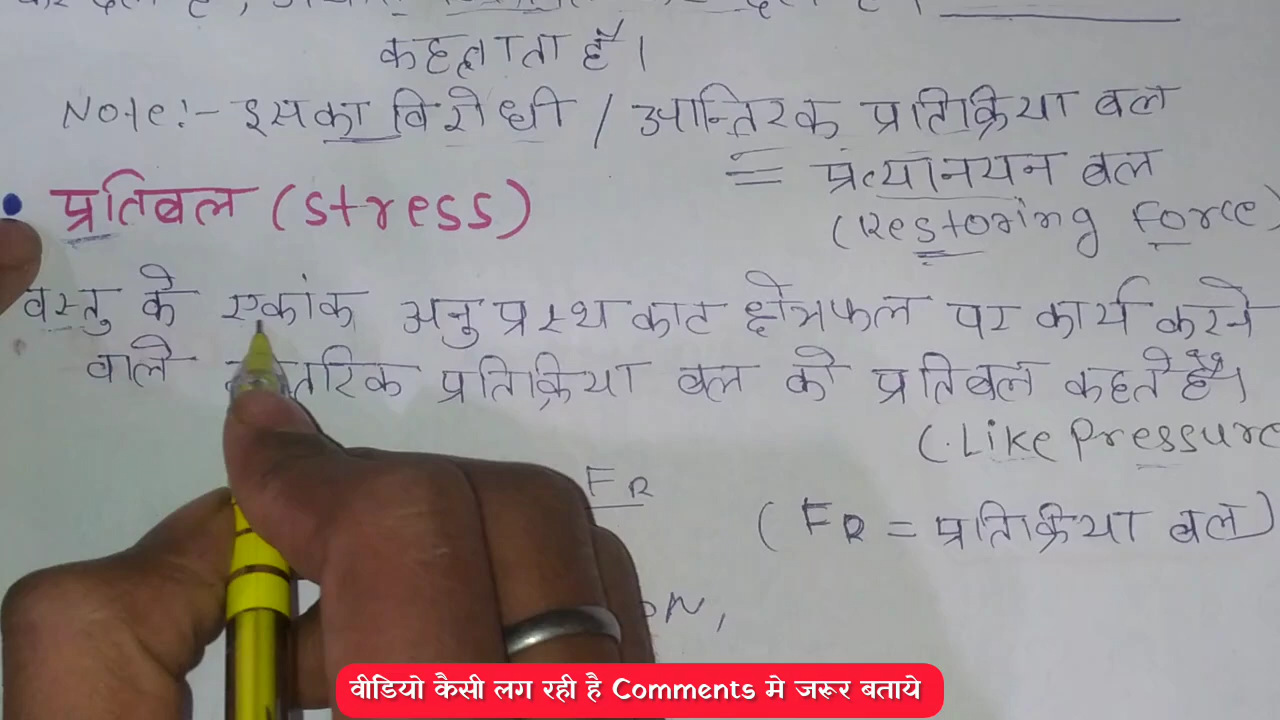 कहलाता है।
Note:- इसका विरोधी / आन्तिरक प्रतिक्रिया बल
= प्रत्यानयन बल
(Restoring Force)
• प्रतिबल (Stress)
वस्तु के एकांक अनुप्रस्थ काट क्षेत्रफल पर कार्य करने
वाले प्रतिक्रिया बल को प्रतिबल कहते है।
(Like Pressure
FR
(FR = प्रतिक्रिया बल)
वीडियो कैसी लग रही है Comments मे जरूर बताये